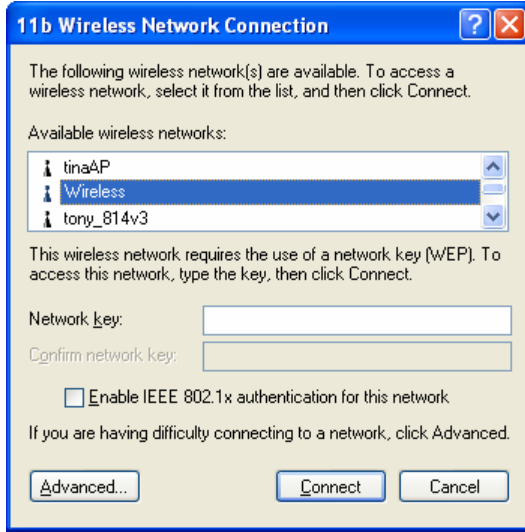 11b Wireless Network Connection
The following wireless network(s) are available. To access a
wireless network, select it from the list, and then click Connect.
Available wireless networks:
tinaAP
Wireless
tony_814v3
This wireless network requires the use of a network key (WEP). To
access this network, type the key, then click Connect.
Network key:
Confirm network key:
Enable IEEE 802.1x authentication for this network
If you are having difficulty connecting to a network, click Advanced.
Advanced... Connect Cancel